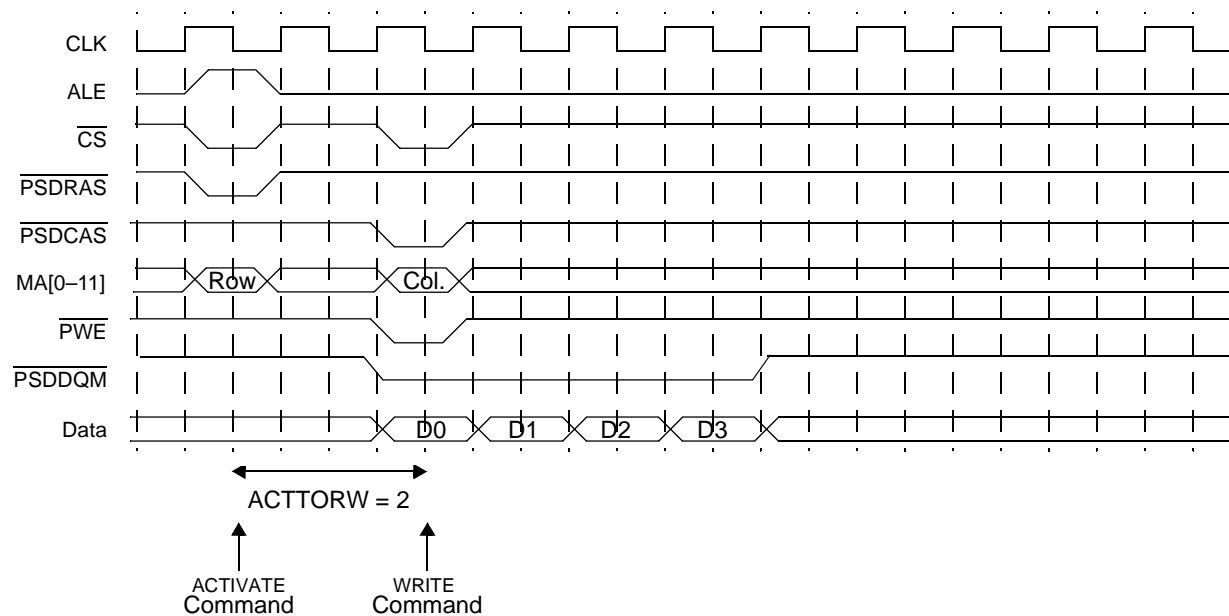 CLK
ALE
CS
PSDRAS
PSDCAS
MA[0–11] Row Col.
PWE
PSDDQM
Data D0 D1 D2 D3
ACTTORW = 2
ACTIVATE WRITE
Command Command